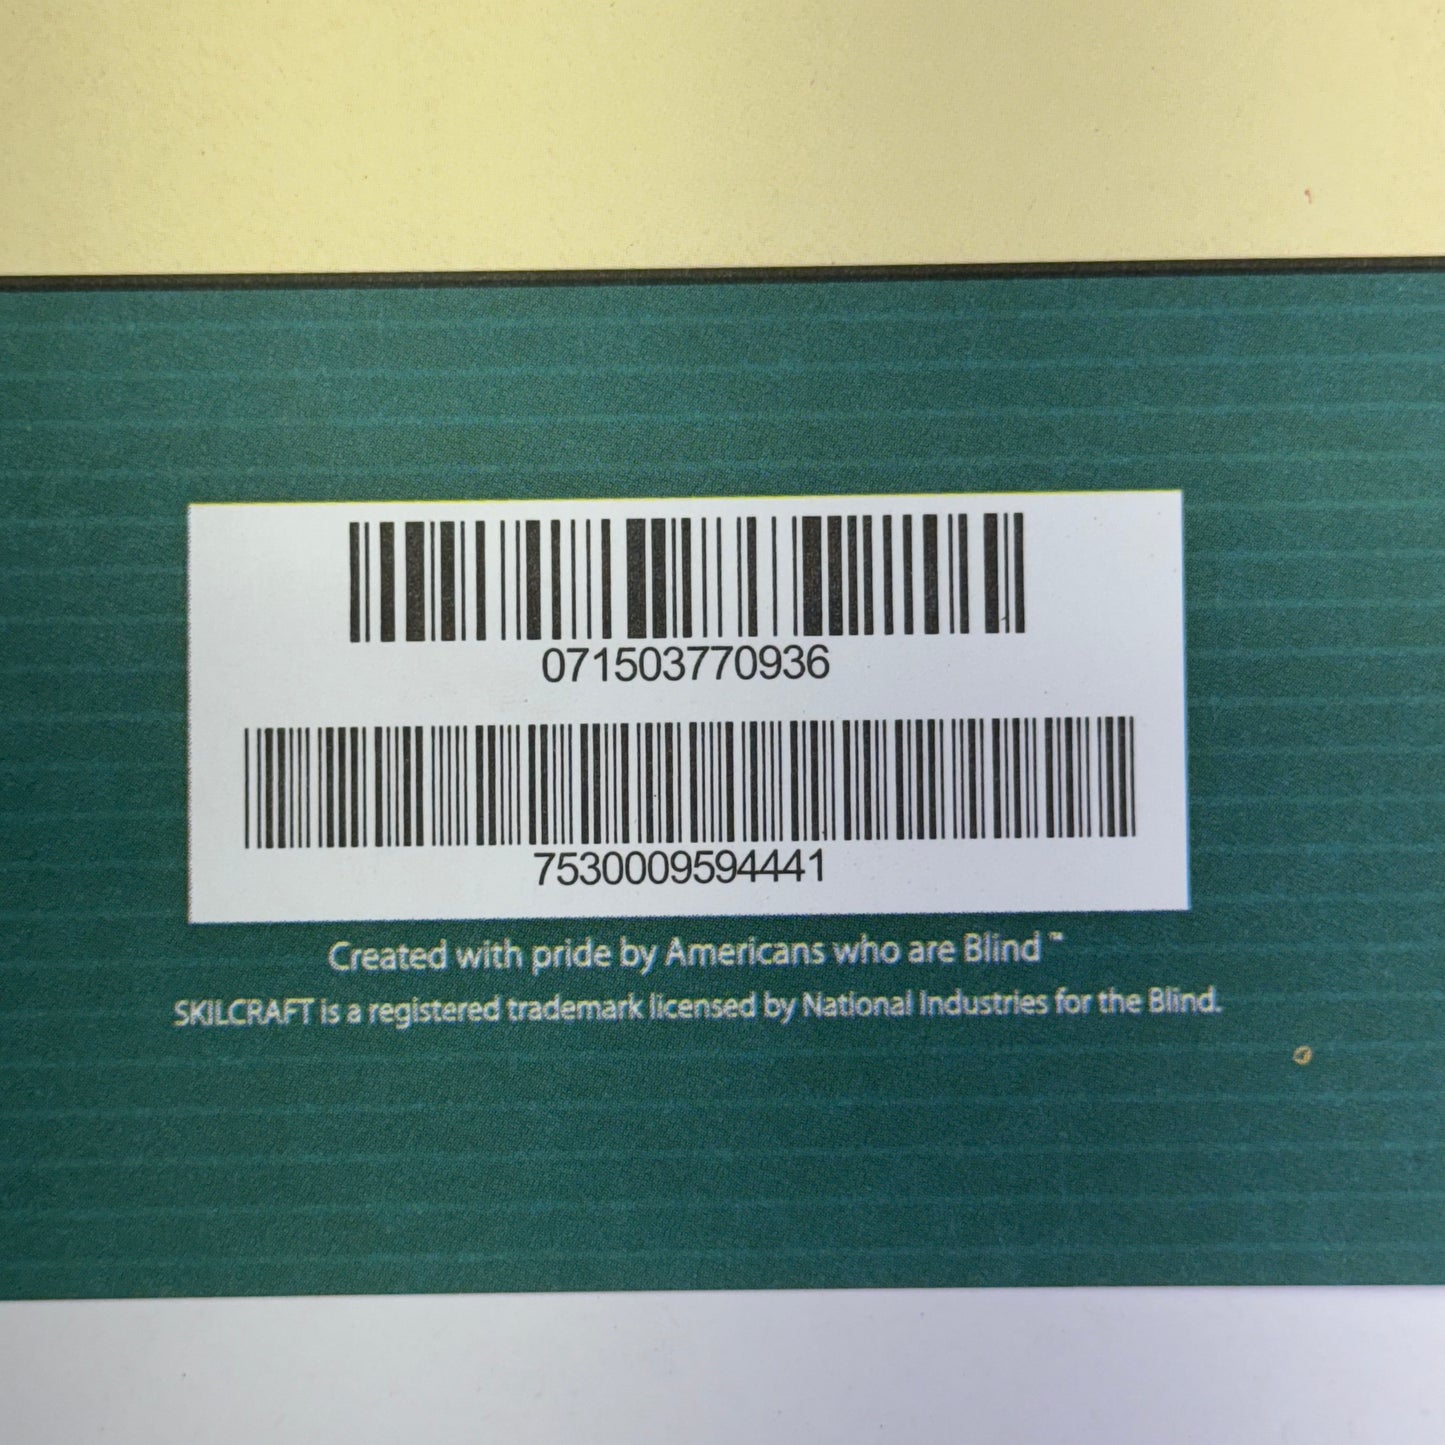 071503770936
7530009594441
Created with pride by Americans who are Blind™
SKILCRAFT is a registered trademark licensed by National Industries for the Blind.